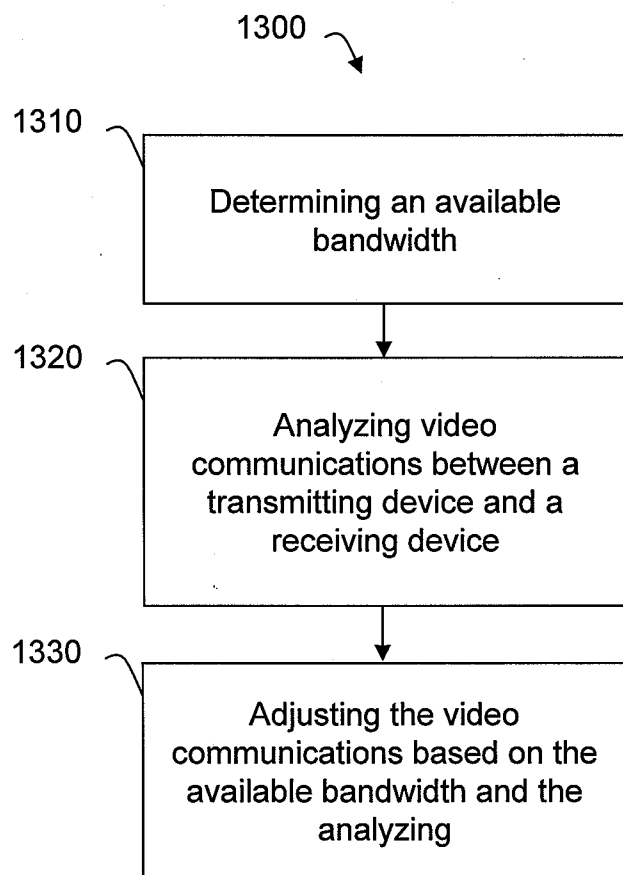 1300
1310
Determining an available
bandwidth
1320
Analyzing video
communications between a
transmitting device and a
receiving device
1330
Adjusting the video
communications based on the
available bandwidth and the
analyzing